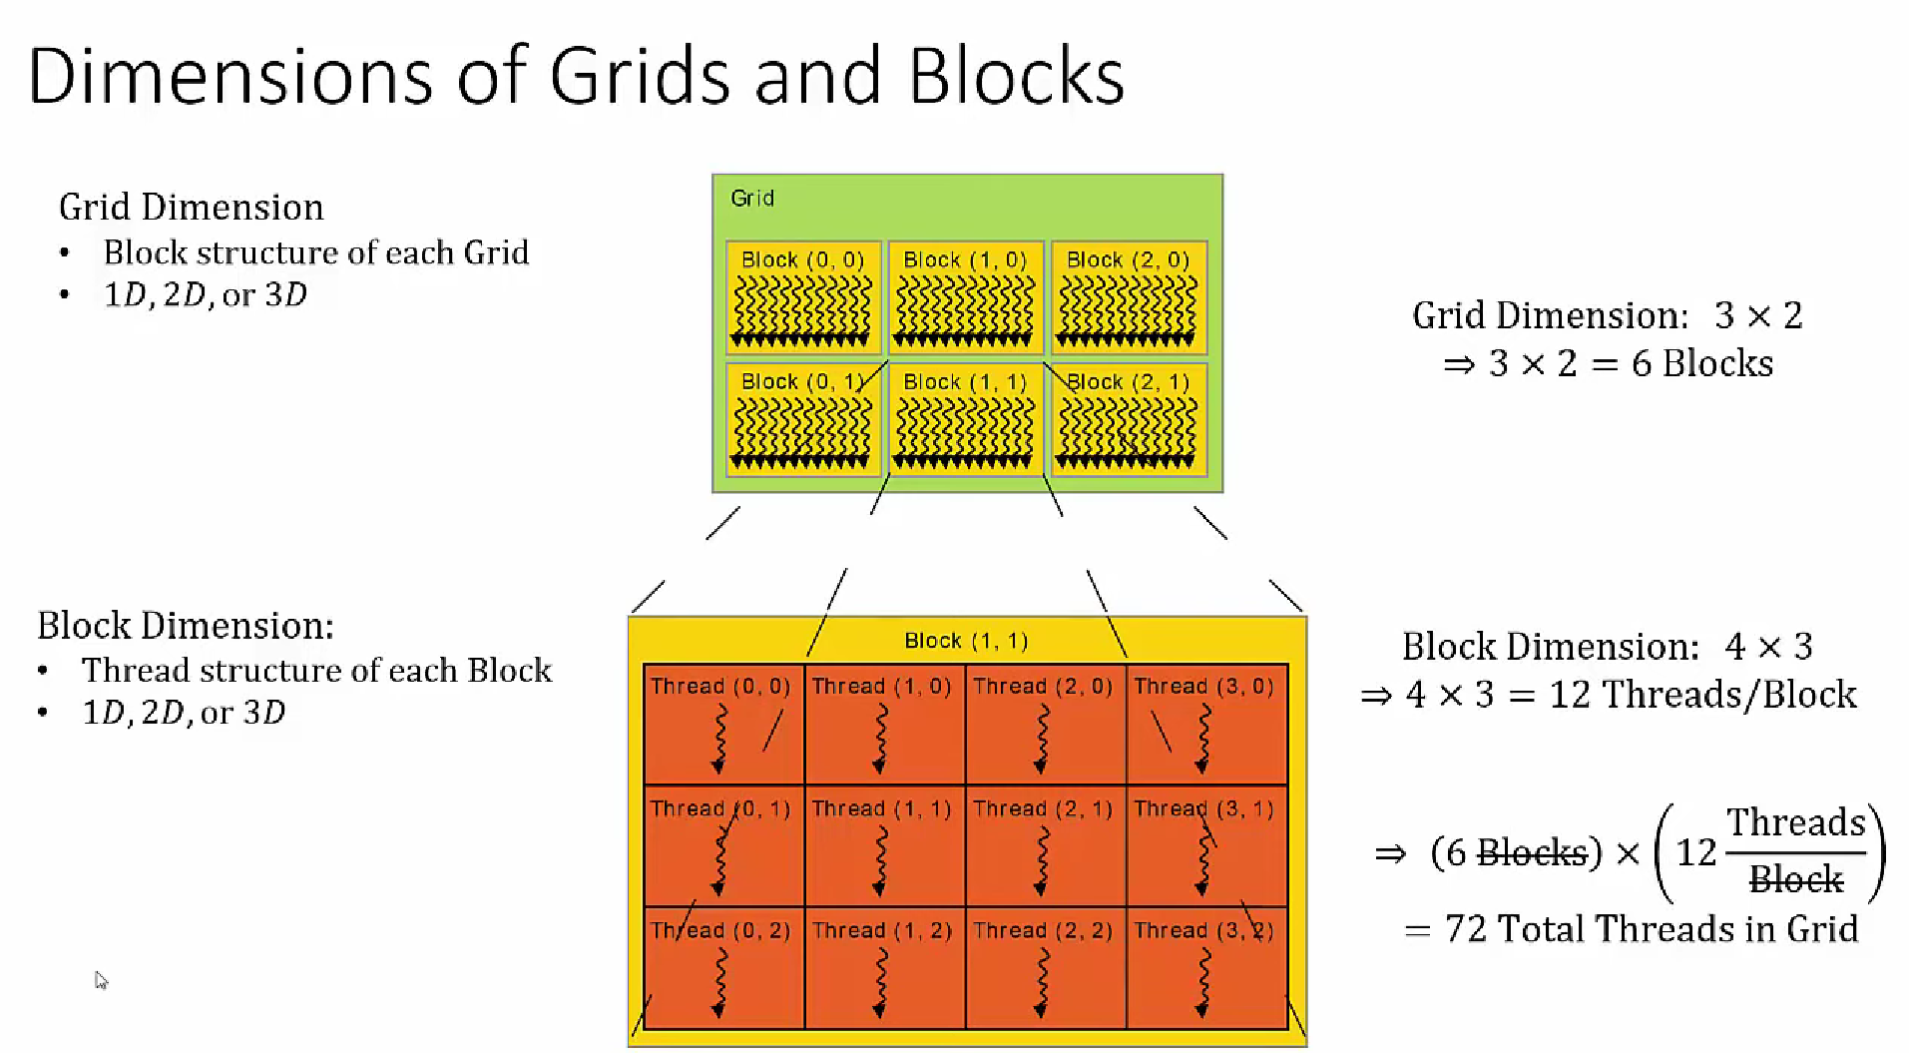 Dimensions of Grids and Blocks
Grid Dimension
• Block structure of each Grid
• 1D, 2D, or 3D
Grid
Block (0, 0) Block (1, 0) Block (2, 0)
Block (0, 1) Block (1, 1) Block (2, 1)
Grid Dimension: 3 × 2
⇒ 3 × 2 = 6 Blocks
Block Dimension:
• Thread structure of each Block
• 1D, 2D, or 3D
Block (1, 1)
Thread (0, 0) Thread (1, 0) Thread (2, 0) Thread (3, 0)
Thread (0, 1) Thread (1, 1) Thread (2, 1) Thread (3, 1)
Thread (0, 2) Thread (1, 2) Thread (2, 2) Thread (3, 2)
Block Dimension: 4 × 3
⇒ 4 × 3 = 12 Threads/Block
⇒ (6 Blocks) × (12 Threads/Block)
= 72 Total Threads in Grid